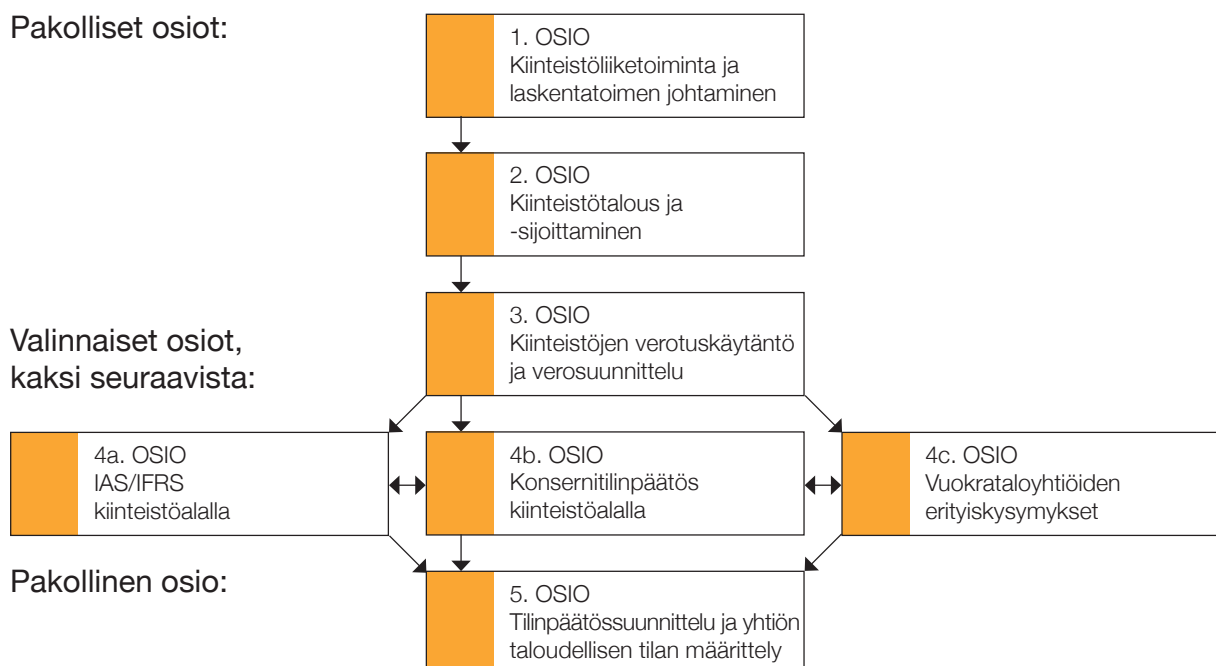 Pakolliset osiot:
1. OSIO
Kiinteistöliiketoiminta ja
laskentatoimen johtaminen
2. OSIO
Kiinteistötalous ja
-sijoittaminen
3. OSIO
Kiinteistöjen verotuskäytäntö
ja verosuunnittelu
Valinnaiset osiot,
kaksi seuraavista:
4a. OSIO
IAS/IFRS
kiinteistöalalla
4b. OSIO
Konsernitilinpäätös
kiinteistöalalla
4c. OSIO
Vuokrataloyhtiöiden
erityiskysymykset
Pakollinen osio:
5. OSIO
Tilinpäätössuunnittelu ja yhtiön
taloudellisen tilan määrittely